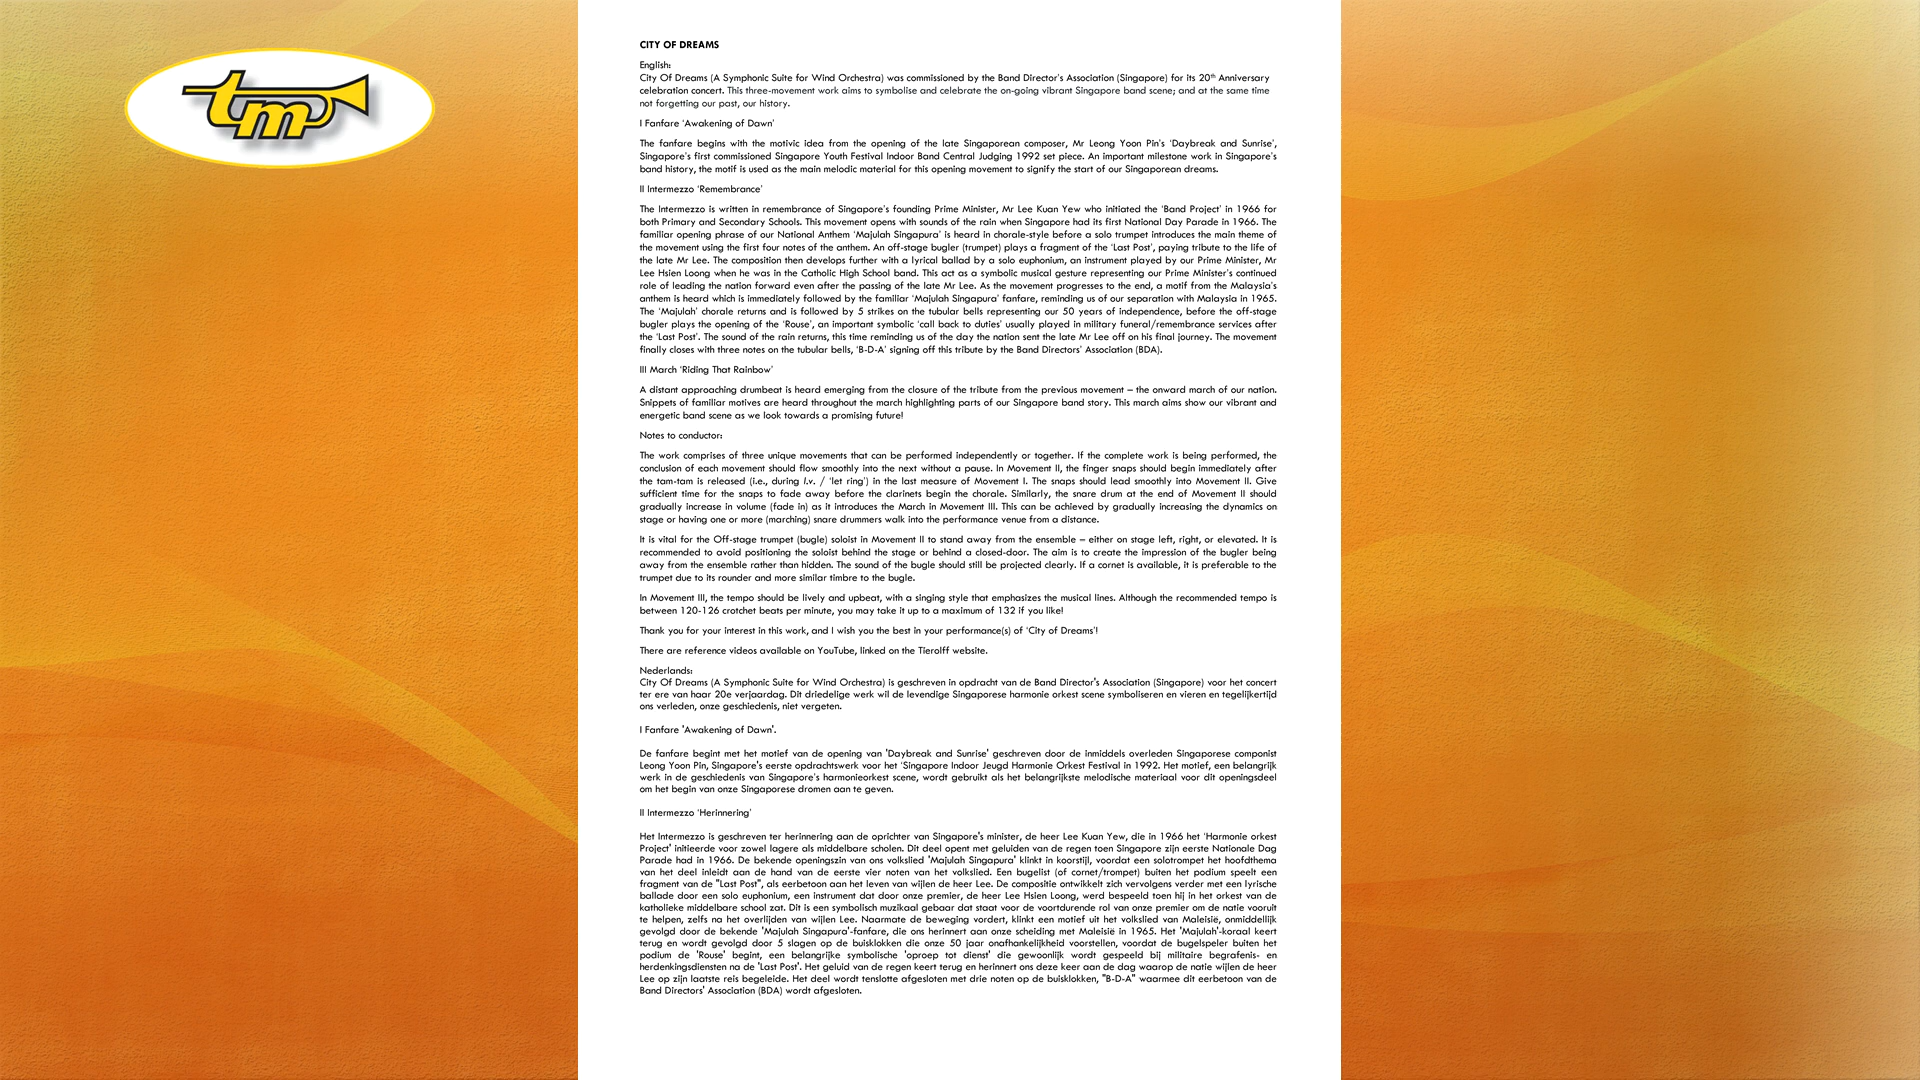 tm
CITY OF DREAMS
English:
City Of Dreams (A Symphonic Suite for Wind Orchestra) was commissioned by the Band Director's Association (Singapore) for its 20th Anniversary
celebration concert. This three-movement work aims to symbolise and celebrate the on-going vibrant Singapore band scene; and at the same time
not forgetting our past, our history.
I Fanfare ‘Awakening of Dawn’
The fanfare begins with the motivic idea from the opening of the late Singaporean composer, Mr Leong Yoon Pin's ‘Daybreak and Sunrise’,
Singapore's first commissioned Singapore Youth Festival Indoor Band Central Judging 1992 set piece. An important milestone work in Singapore's
band history, the motif is used as the main melodic material for this opening movement to signify the start of our Singaporean dreams.
II Intermezzo ‘Remembrance’
The Intermezzo is written in remembrance of Singapore's founding Prime Minister, Mr Lee Kuan Yew who initiated the ‘Band Project’ in 1966 for
both Primary and Secondary Schools. This movement opens with sounds of the rain when Singapore had its first National Day Parade in 1966. The
familiar opening phrase of our National Anthem ‘Majulah Singapura’ is heard in chorale-style before a solo trumpet introduces the main theme of
the movement using the first four notes of the anthem. An off-stage bugler (trumpet) plays a fragment of the ‘Last Post’, paying tribute to the life of
the late Mr Lee. The composition then develops further with a lyrical ballad by a solo euphonium, an instrument played by our Prime Minister, Mr
Lee Hsien Loong when he was in the Catholic High School band. This act as a symbolic musical gesture representing our Prime Minister's continued
role of leading the nation forward even after the passing of the late Mr Lee. As the movement progresses to the end, a motif from the Malaysia's
anthem is heard which is immediately followed by the familiar ‘Majulah Singapura’ fanfare, reminding us of our separation with Malaysia in 1965.
The ‘Majulah’ chorale returns and is followed by 5 strikes on the tubular bells representing our 50 years of independence, before the off-stage
bugler plays the opening of the ‘Rouse’, an important symbolic ‘call back to duties’ usually played in military funeral/remembrance services after
the ‘Last Post’. The sound of the rain returns, this time reminding us of the day the nation sent the late Mr Lee off on his final journey. The movement
finally closes with three notes on the tubular bells, ‘B-D-A’ signing off this tribute by the Band Directors' Association (BDA).
III March ‘Riding That Rainbow’
A distant approaching drumbeat is heard emerging from the closure of the tribute from the previous movement – the onward march of our nation.
Snippets of familiar motives are heard throughout the march highlighting parts of our Singapore band story. This march aims show our vibrant and
energetic band scene as we look towards a promising future!
Notes to conductor:
The work comprises of three unique movements that can be performed independently or together. If the complete work is being performed, the
conclusion of each movement should flow smoothly into the next without a pause. In Movement II, the finger snaps should begin immediately after
the tam-tam is released (i.e., during l.v. / ‘let ring’) in the last measure of Movement I. The snaps should lead smoothly into Movement II. Give
sufficient time for the snaps to fade away before the clarinets begin the chorale. Similarly, the snare drum at the end of Movement II should
gradually increase in volume (fade in) as it introduces the March in Movement III. This can be achieved by gradually increasing the dynamics on
stage or having one or more (marching) snare drummers walk into the performance venue from a distance.
It is vital for the Off-stage trumpet (bugle) soloist in Movement II to stand away from the ensemble – either on stage left, right, or elevated. It is
recommended to avoid positioning the soloist behind the stage or behind a closed-door. The aim is to create the impression of the bugler being
away from the ensemble rather than hidden. The sound of the bugle should still be projected clearly. If a cornet is available, it is preferable to the
trumpet due to its rounder and more similar timbre to the bugle.
In Movement III, the tempo should be lively and upbeat, with a singing style that emphasizes the musical lines. Although the recommended tempo is
between 120-126 crotchet beats per minute, you may take it up to a maximum of 132 if you like!
Thank you for your interest in this work, and I wish you the best in your performance(s) of ‘City of Dreams’!
There are reference videos available on YouTube, linked on the Tierolff website.
Nederlands:
City Of Dreams (A Symphonic Suite for Wind Orchestra) is geschreven in opdracht van de Band Director's Association (Singapore) voor het concert
ter ere van haar 20e verjaardag. Dit driedelige werk wil de levendige Singaporese harmonie orkest scene symboliseren en vieren en tegelijkertijd
ons verleden, onze geschiedenis, niet vergeten.
I Fanfare 'Awakening of Dawn'.
De fanfare begint met het motief van de opening van 'Daybreak and Sunrise' geschreven door de inmiddels overleden Singaporese componist
Leong Yoon Pin, Singapore's eerste opdrachtswerk voor het ‘Singapore Indoor Jeugd Harmonie Orkest Festival in 1992. Het motief, een belangrijk
werk in de geschiedenis van Singapore's harmonieorkest scene, wordt gebruikt als het belangrijkste melodische materiaal voor dit openingsdeel
om het begin van onze Singaporese dromen aan te geven.
II Intermezzo ‘Herinnering’
Het Intermezzo is geschreven ter herinnering aan de oprichter van Singapore's minister, de heer Lee Kuan Yew, die in 1966 het ‘Harmonie orkest
Project’ initieerde voor zowel lagere als middelbare scholen. Dit deel opent met geluiden van de regen toen Singapore zijn eerste Nationale Dag
Parade had in 1966. De bekende openingszin van ons volkslied 'Majulah Singapura' klinkt in koorstijl, voordat een solotrompet het hoofdthema
van het deel inleidt aan de hand van de eerste vier noten van het volkslied. Een bugelist (of cornet/trompet) buiten het podium speelt een
fragment van de "Last Post", als eerbetoon aan het leven van wijlen de heer Lee. De compositie ontwikkelt zich vervolgens verder met een lyrische
ballade door een solo euphonium, een instrument dat door onze premier, de heer Lee Hsien Loong, werd bespeeld toen hij in het orkest van de
katholieke middelbare school zat. Dit is een symbolisch muzikaal gebaar dat staat voor de voortdurende rol van onze premier om de natie vooruit
te helpen, zelfs na het overlijden van wijlen Lee. Naarmate de beweging vordert, klinkt een motief uit het volkslied van Maleisië, onmiddellijk
gevolgd door de bekende 'Majulah Singapura'-fanfare, die ons herinnert aan onze scheiding met Maleisië in 1965. Het 'Majulah'-koraal keert
terug en wordt gevolgd door 5 slagen op de buisklokken die onze 50 jaar onafhankelijkheid voorstellen, voordat de bugelspeler buiten het
podium de 'Rouse' begint, een belangrijke symbolische 'oproep tot dienst' die gewoonlijk wordt gespeeld bij militaire begrafenis- en
herdenkingsdiensten na de 'Last Post'. Het geluid van de regen keert terug en herinnert ons deze keer aan de dag waarop de natie wijlen de heer
Lee op zijn laatste reis begeleide. Het deel wordt tenslotte afgesloten met drie noten op de buisklokken, "B-D-A" waarmee dit eerbetoon van de
Band Directors' Association (BDA) wordt afgesloten.